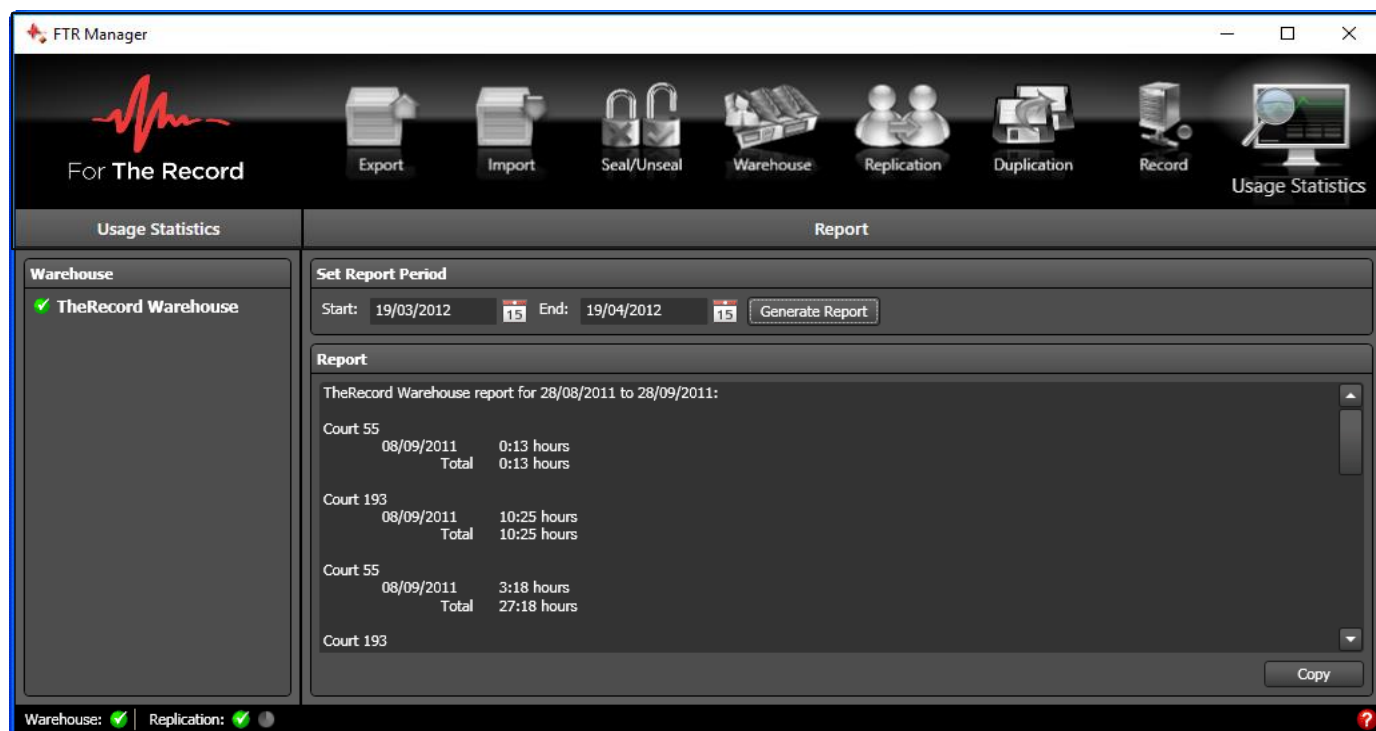 FTR Manager
For The Record
Export
Import
Seal/Unseal
Warehouse
Replication
Duplication
Record
Usage Statistics
Usage Statistics
Report
Warehouse
TheRecord Warehouse
Set Report Period
Start: 19/03/2012 15 End: 19/04/2012 15 Generate Report
Report
TheRecord Warehouse report for 28/08/2011 to 28/09/2011:
Court 55
08/09/2011 0:13 hours
Total 0:13 hours
Court 193
08/09/2011 10:25 hours
Total 10:25 hours
Court 55
08/09/2011 3:18 hours
Total 27:18 hours
Court 193
Copy
Warehouse: Replication: ?